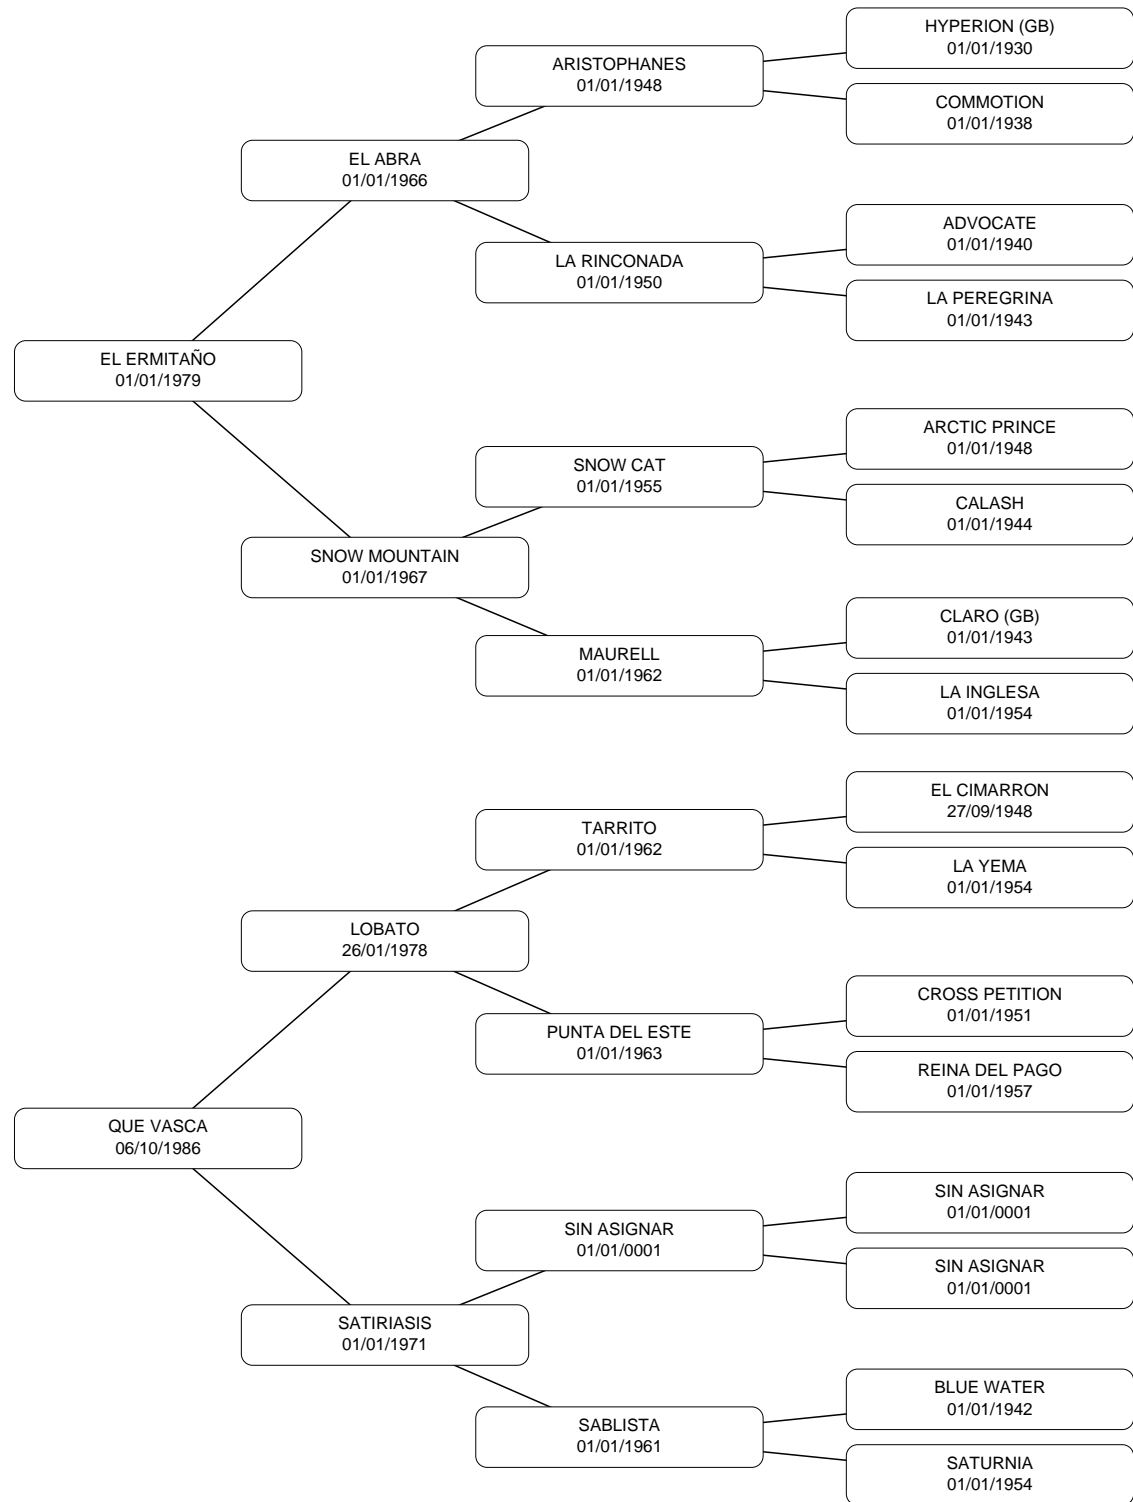 HYPERION (GB)
01/01/1930
ARISTOPHANES
01/01/1948
COMMOTION
01/01/1938
EL ABRA
01/01/1966
ADVOCATE
01/01/1940
LA RINCONADA
01/01/1950
LA PEREGRINA
01/01/1943
EL ERMITAÑO
01/01/1979
ARCTIC PRINCE
01/01/1948
SNOW CAT
01/01/1955
CALASH
01/01/1944
SNOW MOUNTAIN
01/01/1967
CLARO (GB)
01/01/1943
MAURELL
01/01/1962
LA INGLESA
01/01/1954
EL CIMARRON
27/09/1948
TARRITO
01/01/1962
LA YEMA
01/01/1954
LOBATO
26/01/1978
CROSS PETITION
01/01/1951
PUNTA DEL ESTE
01/01/1963
REINA DEL PAGO
01/01/1957
QUE VASCA
06/10/1986
SIN ASIGNAR
01/01/0001
SIN ASIGNAR
01/01/0001
SIN ASIGNAR
01/01/0001
SATIRIASIS
01/01/1971
BLUE WATER
01/01/1942
SABLISTA
01/01/1961
SATURNIA
01/01/1954